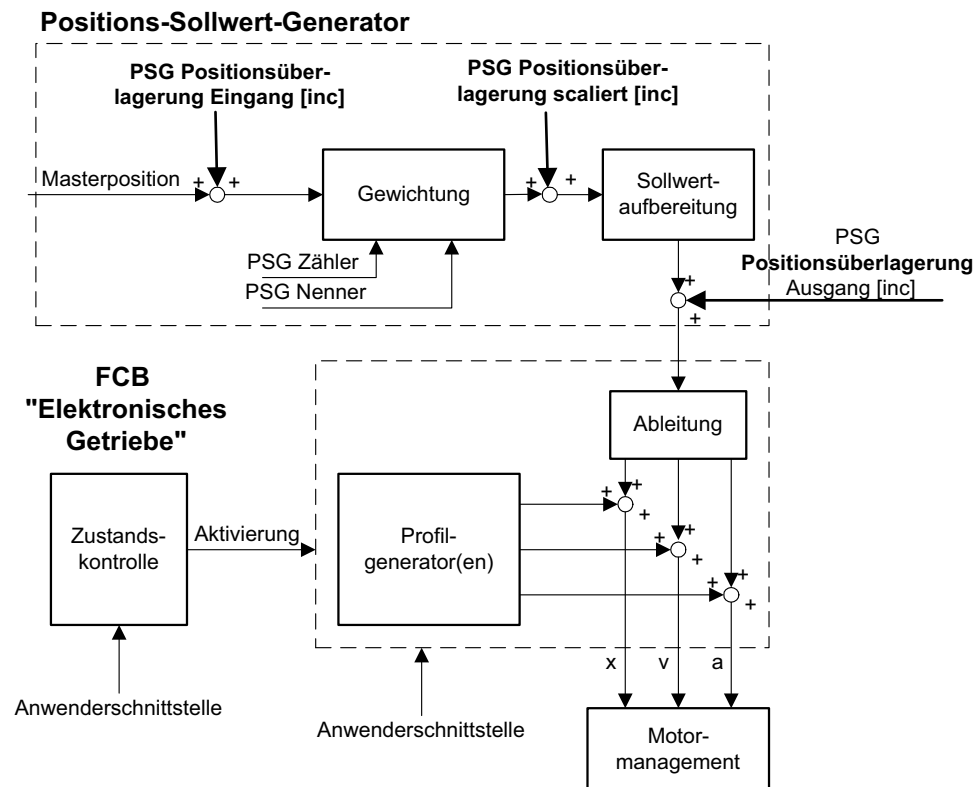 Positions-Sollwert-Generator
PSG Positionsüber-
lagerung Eingang [inc]
PSG Positionsüber-
lagerung scaliert [inc]
Masterposition
+
+
Gewichtung
+
+
Sollwert-
aufbereitung
PSG Zähler
PSG Nenner
PSG
Positionsüberlagerung
Ausgang [inc]
+
+
FCB
"Elektronisches
Getriebe"
Ableitung
Zustands-
kontrolle
Aktivierung
Profil-
generator(en)
+
+
+
+
+
+
+
+
+
x
v
a
Anwenderschnittstelle
Anwenderschnittstelle
Motor-
management